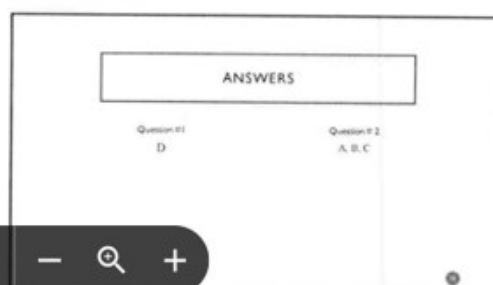 ANSWERS
Question #1
Question # 2
D
A, B, C